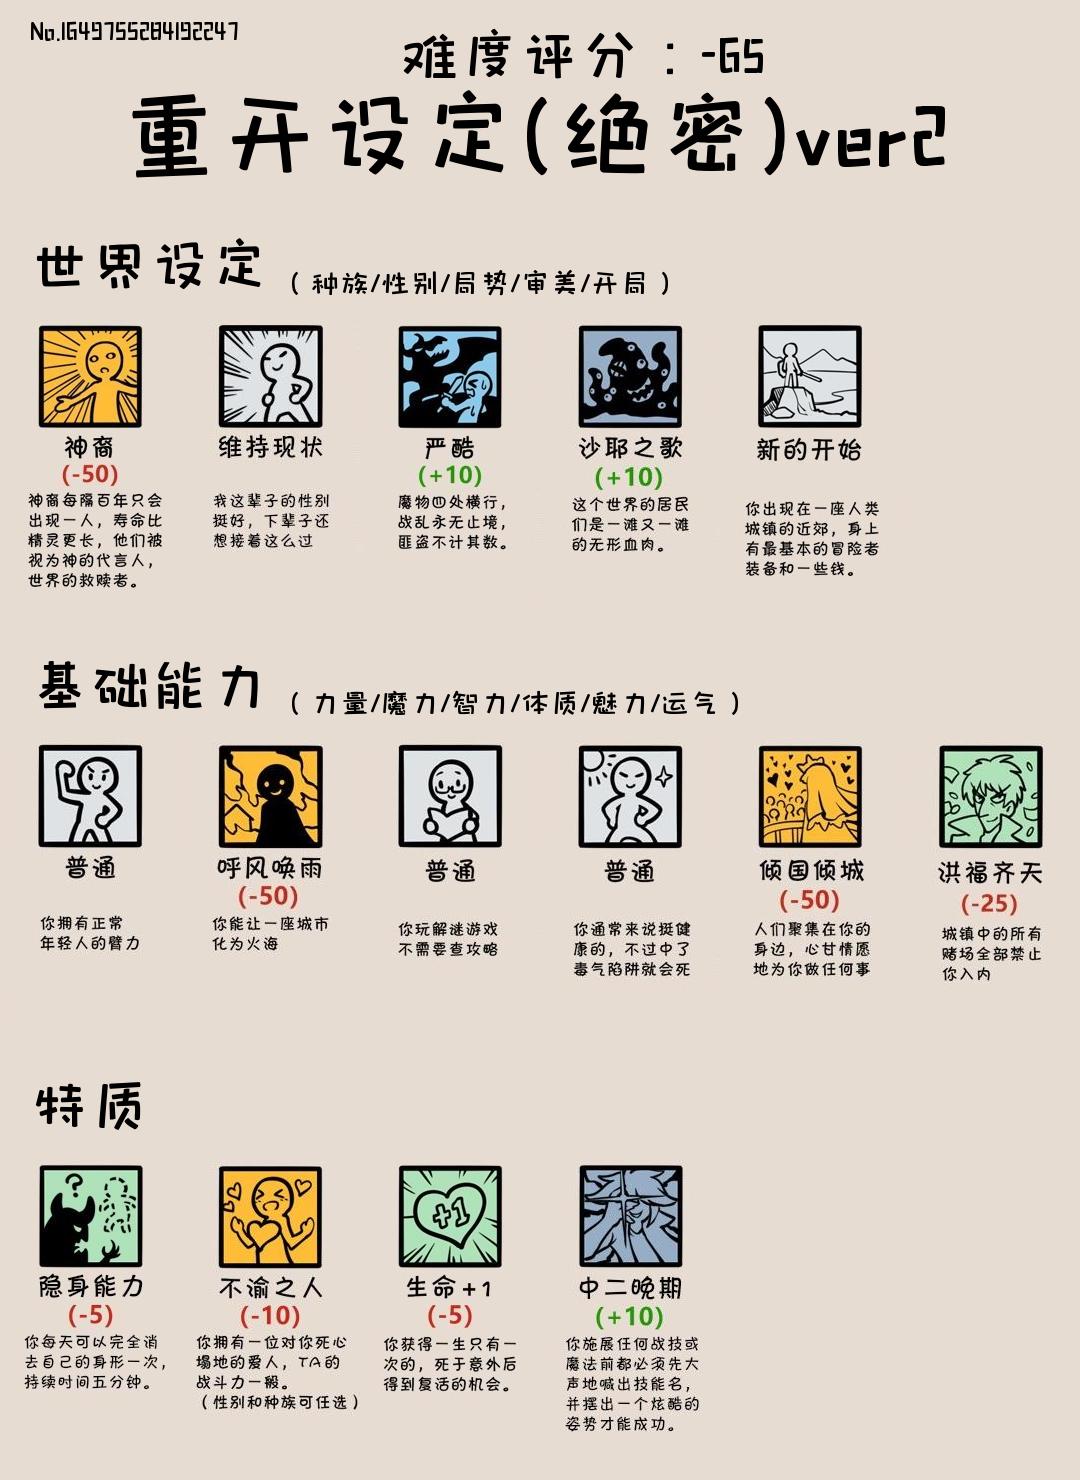 No.1649755284192247
难度评分：-65
重开设定(绝密)ver2
世界设定（种族/性别/局势/审美/开局）
神裔
(-50)
神裔每隔百年只会
出现一人，寿命比
精灵更长，他们被
视为神的代言人，
世界的救赎者。
维持现状
我这辈子的性别
挺好，下辈子还
想接着这么过
严酷
(+10)
魔物四处横行，
战乱永无止境，
匪盗不计其数。
沙耶之歌
(+10)
这个世界的居民
们是一滩又一滩
的无形血肉。
新的开始
你出现在一座人类
城镇的近郊，身上
有最基本的冒险者
装备和一些钱。
基础能力（力量/魔力/智力/体质/魅力/运气）
普通
你拥有正常
年轻人的臂力
呼风唤雨
(-50)
你能让一座城市
化为火海
普通
你玩解谜游戏
不需要查攻略
普通
你通常来说挺健
康的，不过中了
毒气陷阱就会死
倾国倾城
(-50)
人们聚集在你的
身边，心甘情愿
地为你做任何事
洪福齐天
(-25)
城镇中的所有
赌场全部禁止
你入内
特质
隐身能力
(-5)
你每天可以完全消
去自己的身形一次，
持续时间五分钟。
不渝之人
(-10)
你拥有一位对你死心
塌地的爱人，TA的
战斗力一般。
（性别和种族可任选）
+1
生命+1
(-5)
你获得一生只有一
次的，死于意外后
得到复活的机会。
中二晚期
(+10)
你施展任何战技或
魔法前都必须先大
声地喊出技能名，
并摆出一个炫酷的
姿势才能成功。